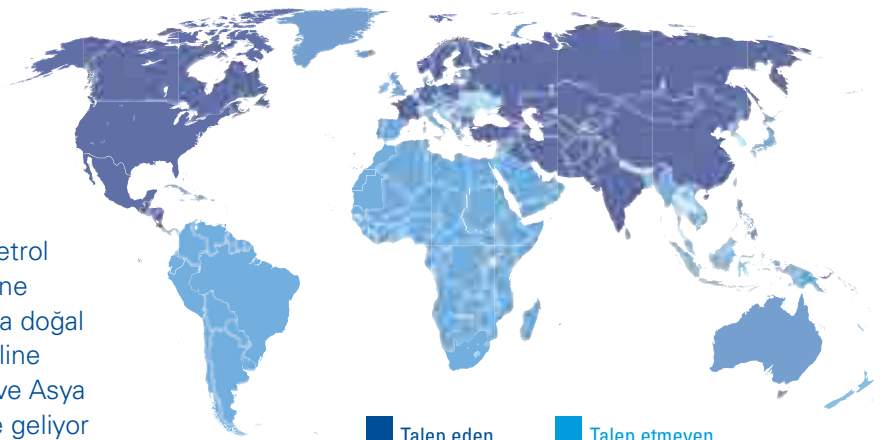 etrol
ne
a doğal
line
ve Asya
e geliyor
Talep eden
Talep etmeyen